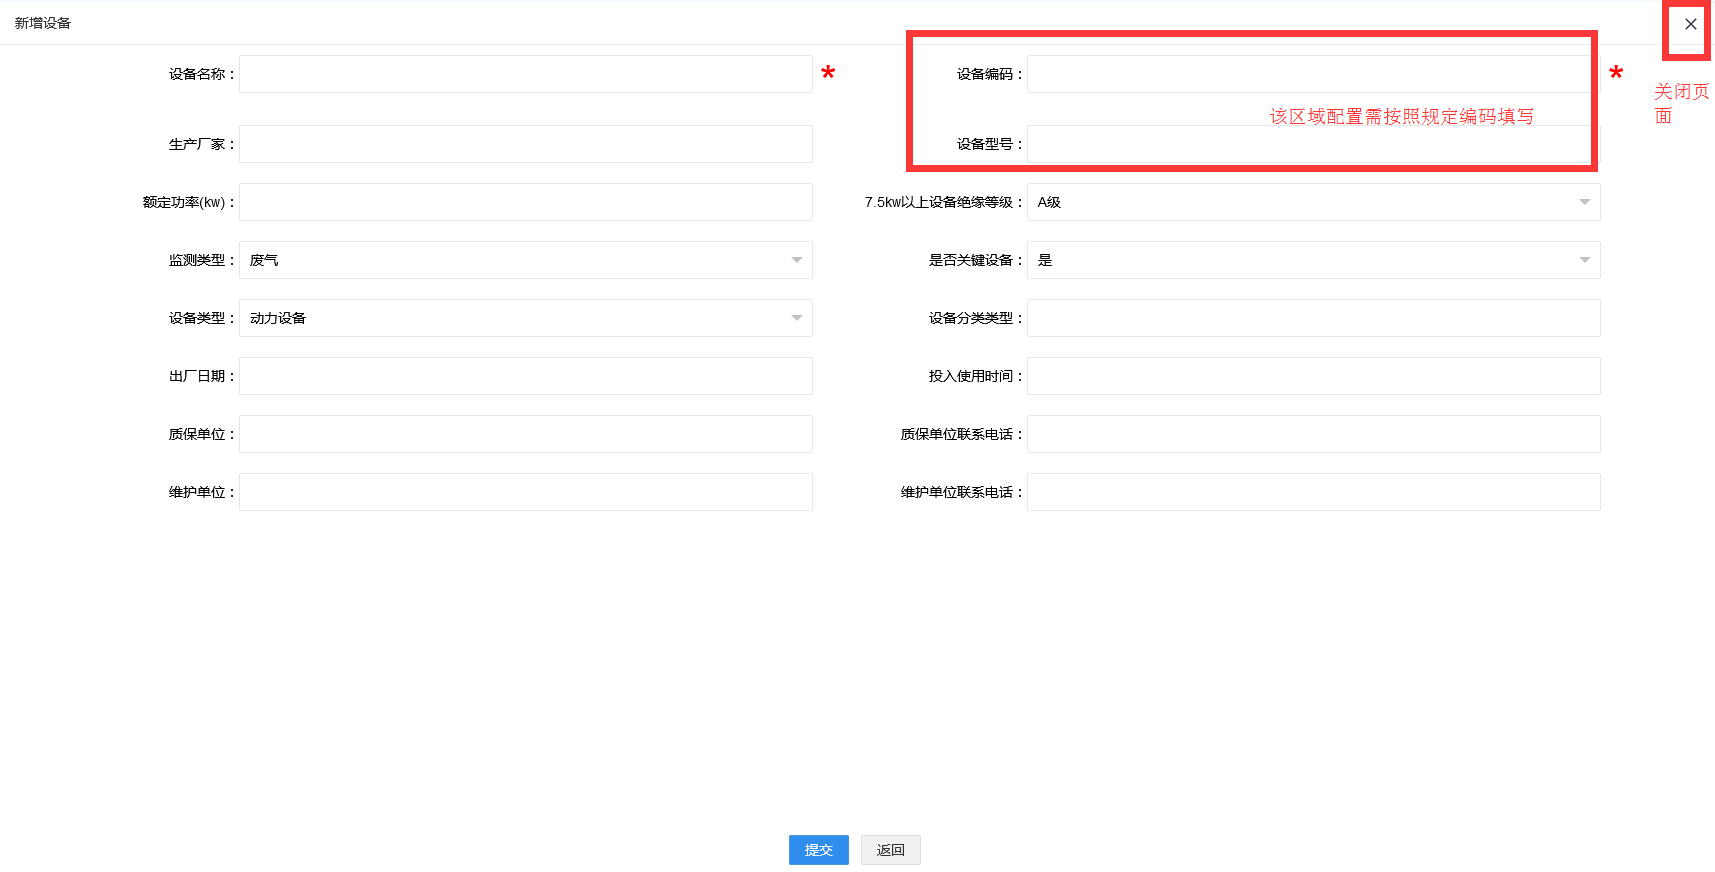 新增设备
设备名称： *
设备编码： *
关闭页
面
该区域配置需按照规定编码填写
生产厂家：
设备型号：
额定功率(kw)：
7.5kw以上设备绝缘等级： A级
监测类型： 废气
是否关键设备： 是
设备类型： 动力设备
设备分类类型：
出厂日期：
投入使用时间：
质保单位：
质保单位联系电话：
维护单位：
维护单位联系电话：
提交
返回